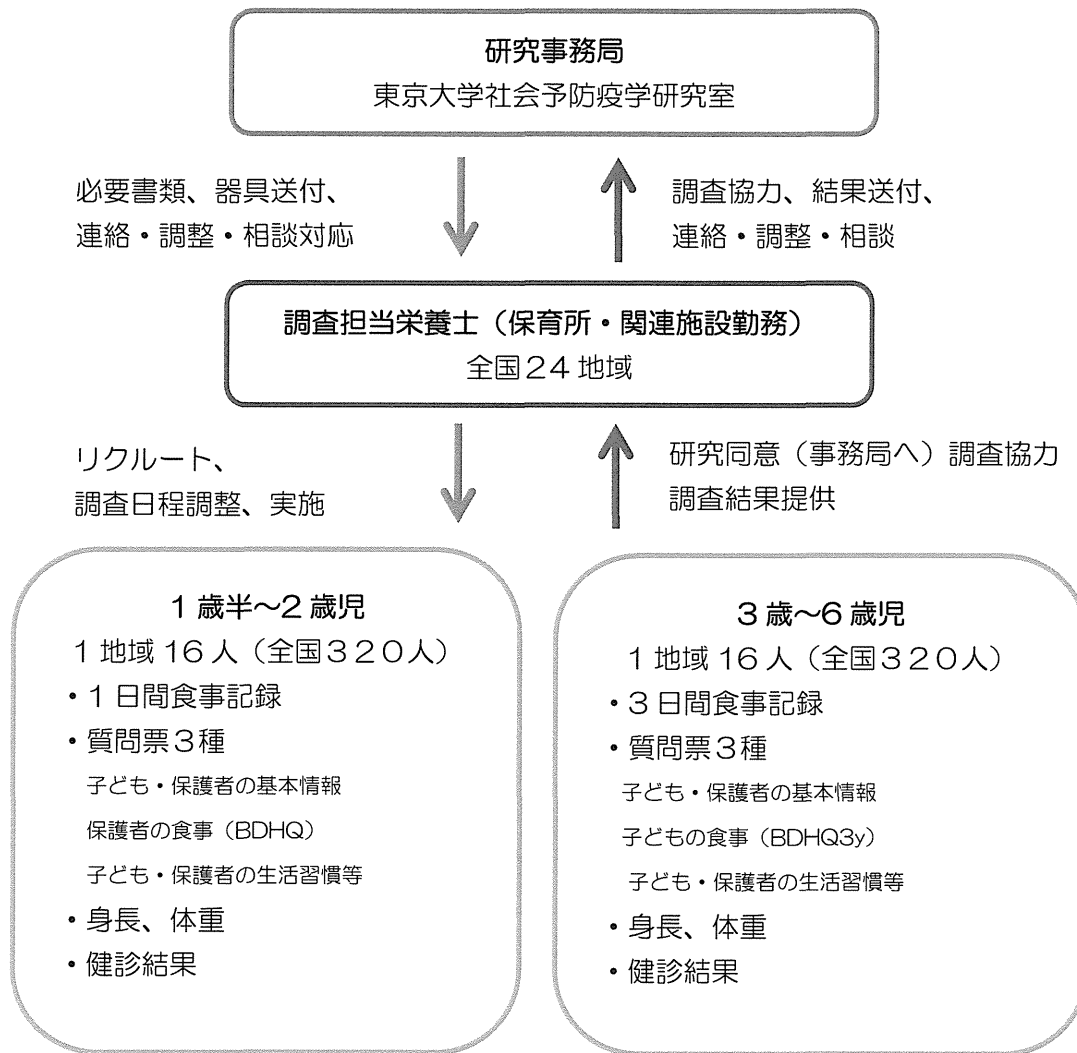 研究事務局
東京大学社会予防疫学研究室
必要書類、器具送付、
連絡・調整・相談対応
調査協力、結果送付、
連絡・調整・相談
調査担当栄養士（保育所・関連施設勤務）
全国24地域
リクルート、
調査日程調整、実施
研究同意（事務局へ）調査協力
調査結果提供
1歳半～2歳児
1地域16人（全国320人）
・1日間食事記録
・質問票3種
子ども・保護者の基本情報
保護者の食事（BDHQ）
子ども・保護者の生活習慣等
・身長、体重
・健診結果
3歳～6歳児
1地域16人（全国320人）
・3日間食事記録
・質問票3種
子ども・保護者の基本情報
子どもの食事（BDHQ3y）
子ども・保護者の生活習慣等
・身長、体重
・健診結果